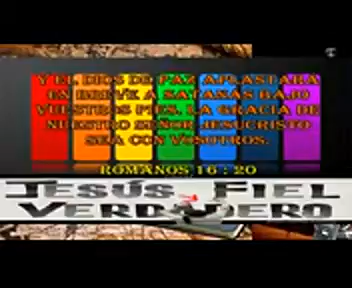 Y EL DIOS DE PAZ APLASTARÁ
EN BREVE A SATANÁS BAJO
VUESTROS PIES. LA GRACIA DE
NUESTRO SEÑOR JESUCRISTO
SEA CON VOSOTROS.
ROMANOS 16 : 20
JESÚS FIEL
VERDADERO